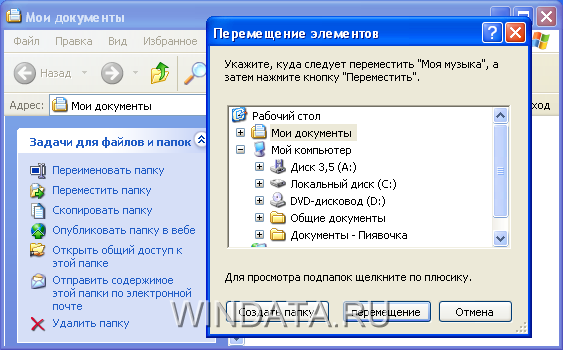 Мои документы
Файл Правка Вид Избранное
Назад
Адрес: Мои документы
ход
Задачи для файлов и папок
Переименовать папку
Переместить папку
Скопировать папку
Опубликовать папку в вебе
Открыть общий доступ к
этой папке
Отправить содержимое
этой папки по электронной
почте
Удалить папку
Перемещение элементов
Укажите, куда следует переместить "Моя музыка", а
затем нажмите кнопку "Переместить".
Рабочий стол
Мои документы
Мой компьютер
Диск 3,5 (A:)
Локальный диск (C:)
DVD-дисковод (D:)
Общие документы
Документы - Пиявочка
Для просмотра подпапок щелкните по плюсику.
Создать папку перемещение Отмена
WINDATA.RU